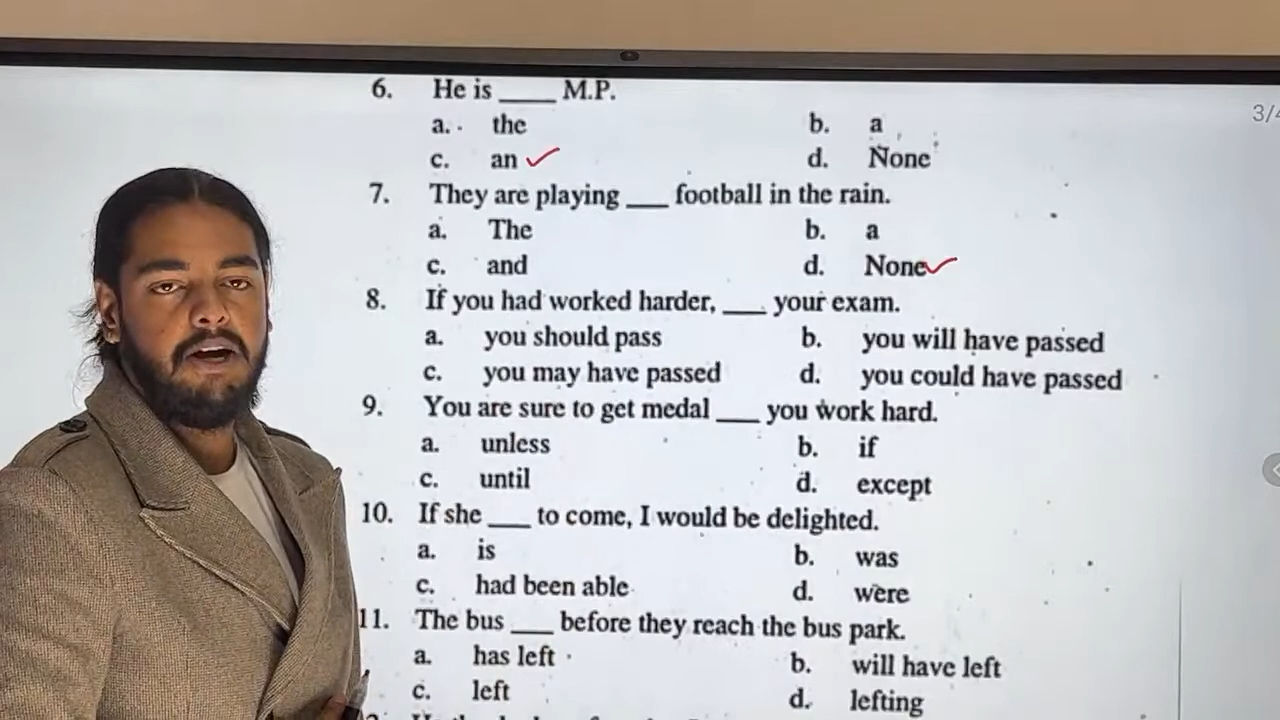 3/4
6. He is ____ M.P.
a. the b. a
c. an ✓ d. None
7. They are playing ___ football in the rain.
a. The b. a
c. and d. None ✓
8. If you had worked harder, ___ your exam.
a. you should pass b. you will have passed
c. you may have passed d. you could have passed
9. You are sure to get medal ___ you work hard.
a. unless b. if
c. until d. except
10. If she ___ to come, I would be delighted.
a. is b. was
c. had been able d. were
11. The bus ___ before they reach the bus park.
a. has left b. will have left
c. left d. lefting